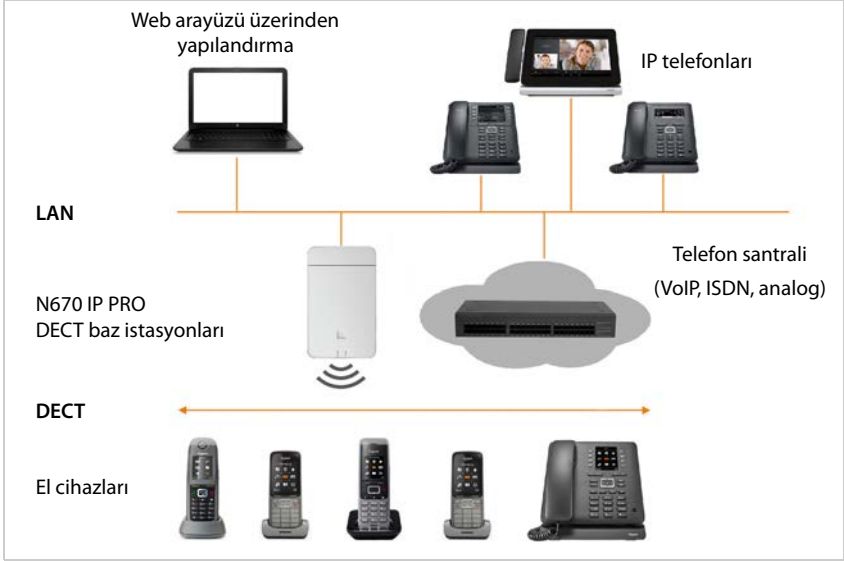 Web arayüzü üzerinden
yapılandırma
IP telefonları
LAN
Telefon santrali
(VoIP, ISDN, analog)
N670 IP PRO
DECT baz istasyonları
DECT
El cihazları